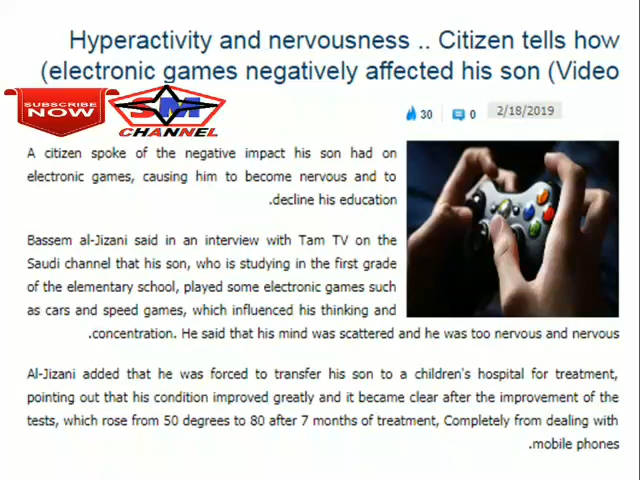 Hyperactivity and nervousness .. Citizen tells how
(electronic games negatively affected his son (Video
SUBSCRIBE
NOW
SM
CHANNEL
30
0
2/18/2019
A citizen spoke of the negative impact his son had on
electronic games, causing him to become nervous and to
.decline his education
Bassem al-Jizani said in an interview with Tam TV on the
Saudi channel that his son, who is studying in the first grade
of the elementary school, played some electronic games such
as cars and speed games, which influenced his thinking and
.concentration. He said that his mind was scattered and he was too nervous and nervous
Al-Jizani added that he was forced to transfer his son to a children's hospital for treatment,
pointing out that his condition improved greatly and it became clear after the improvement of the
tests, which rose from 50 degrees to 80 after 7 months of treatment, Completely from dealing with
.mobile phones